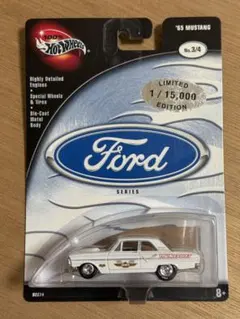 100%
Hot Wheels
'65 MUSTANG
No. 3/4
Highly Detailed
Engines
•
Special Wheels
& Tires
•
Die-Cast
Metal
Body
LIMITED
1 / 15,000
EDITION
Ford
SERIES
8+